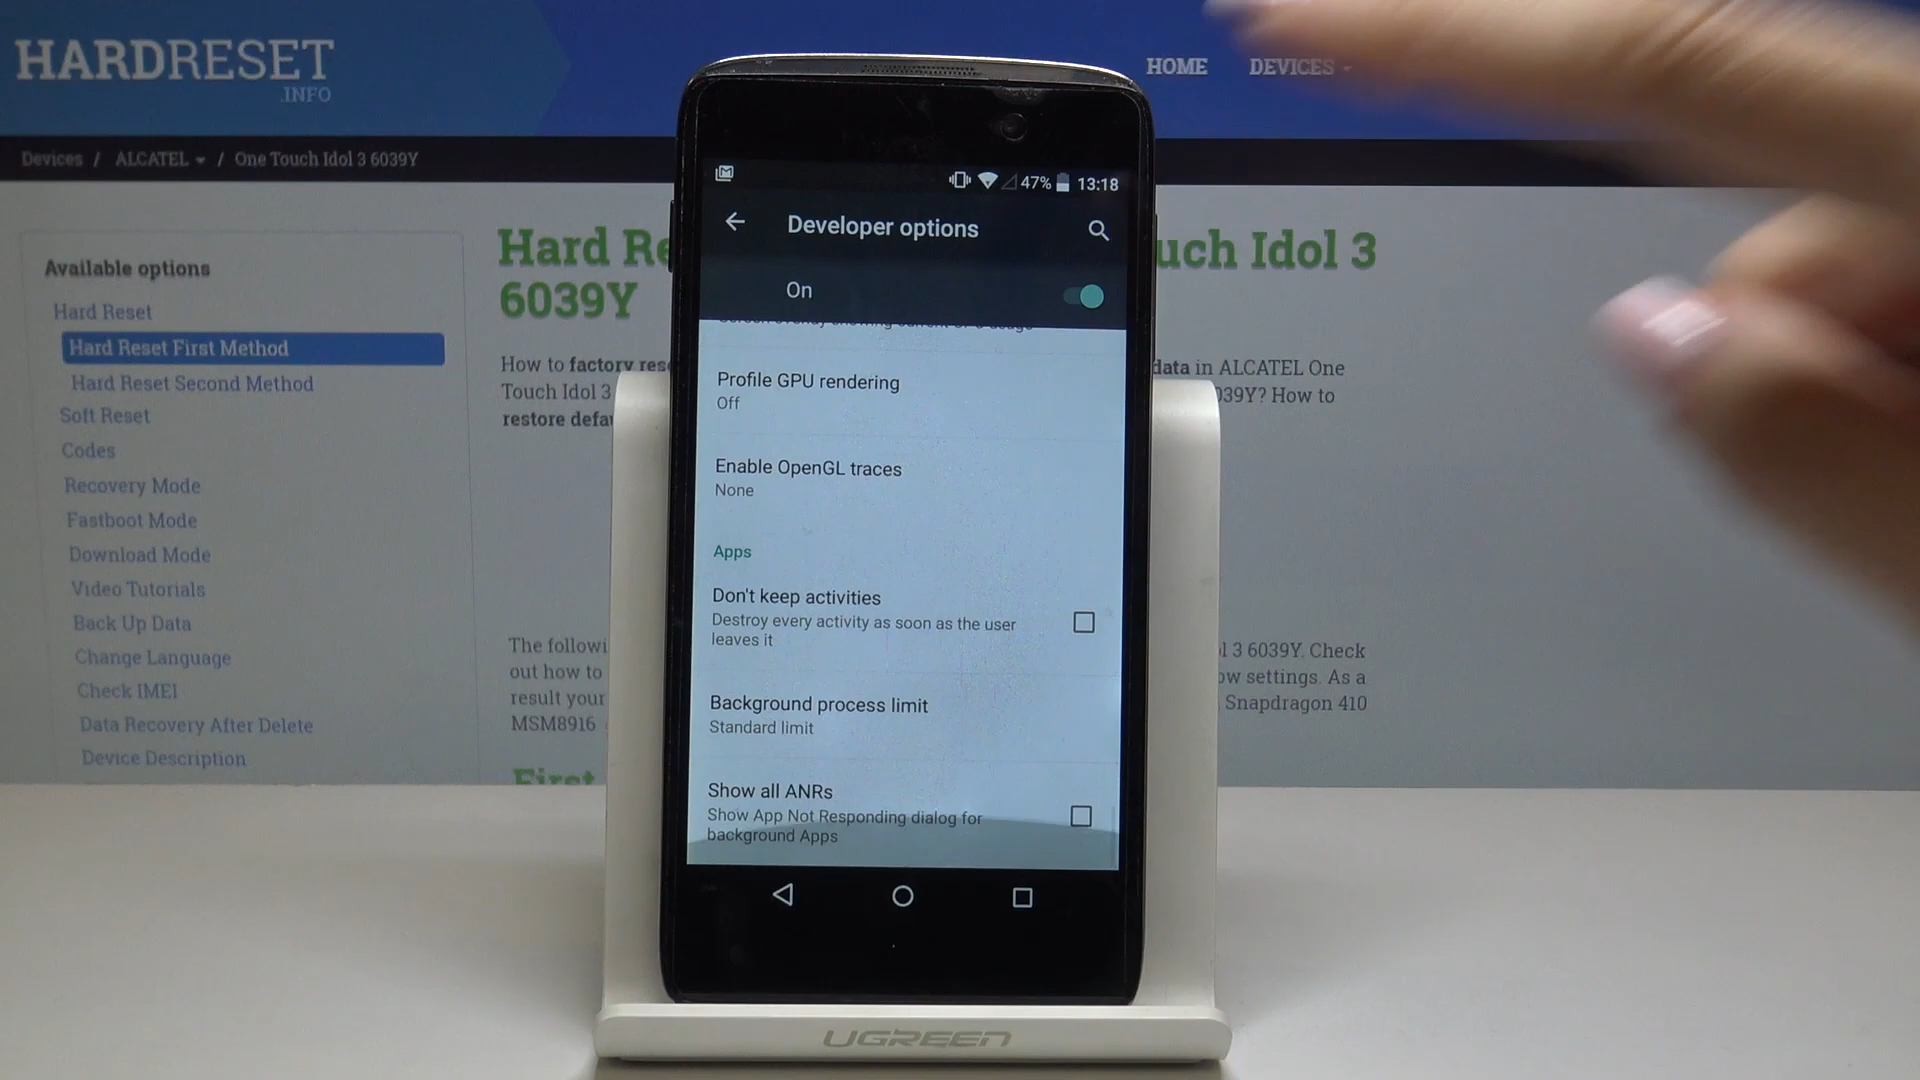 HARDRESET
.INFO
HOME DEVICES
Devices / ALCATEL / One Touch Idol 3 6039Y
Available options
Hard Reset
Hard Reset First Method
Hard Reset Second Method
Soft Reset
Codes
Recovery Mode
Fastboot Mode
Download Mode
Video Tutorials
Back Up Data
Change Language
Check IMEI
Data Recovery After Delete
Device Description
Hard Re
uch Idol 3
6039Y
How to factory res
data in ALCATEL One
Touch Idol 3
039Y? How to
restore defau
The followi
l 3 6039Y. Check
out how to
ow settings. As a
result your
Snapdragon 410
MSM8916
First
47% 13:18
Developer options
On
Profile GPU rendering
Off
Enable OpenGL traces
None
Apps
Don't keep activities
Destroy every activity as soon as the user
leaves it
Background process limit
Standard limit
Show all ANRs
Show App Not Responding dialog for
background Apps
UGREEN